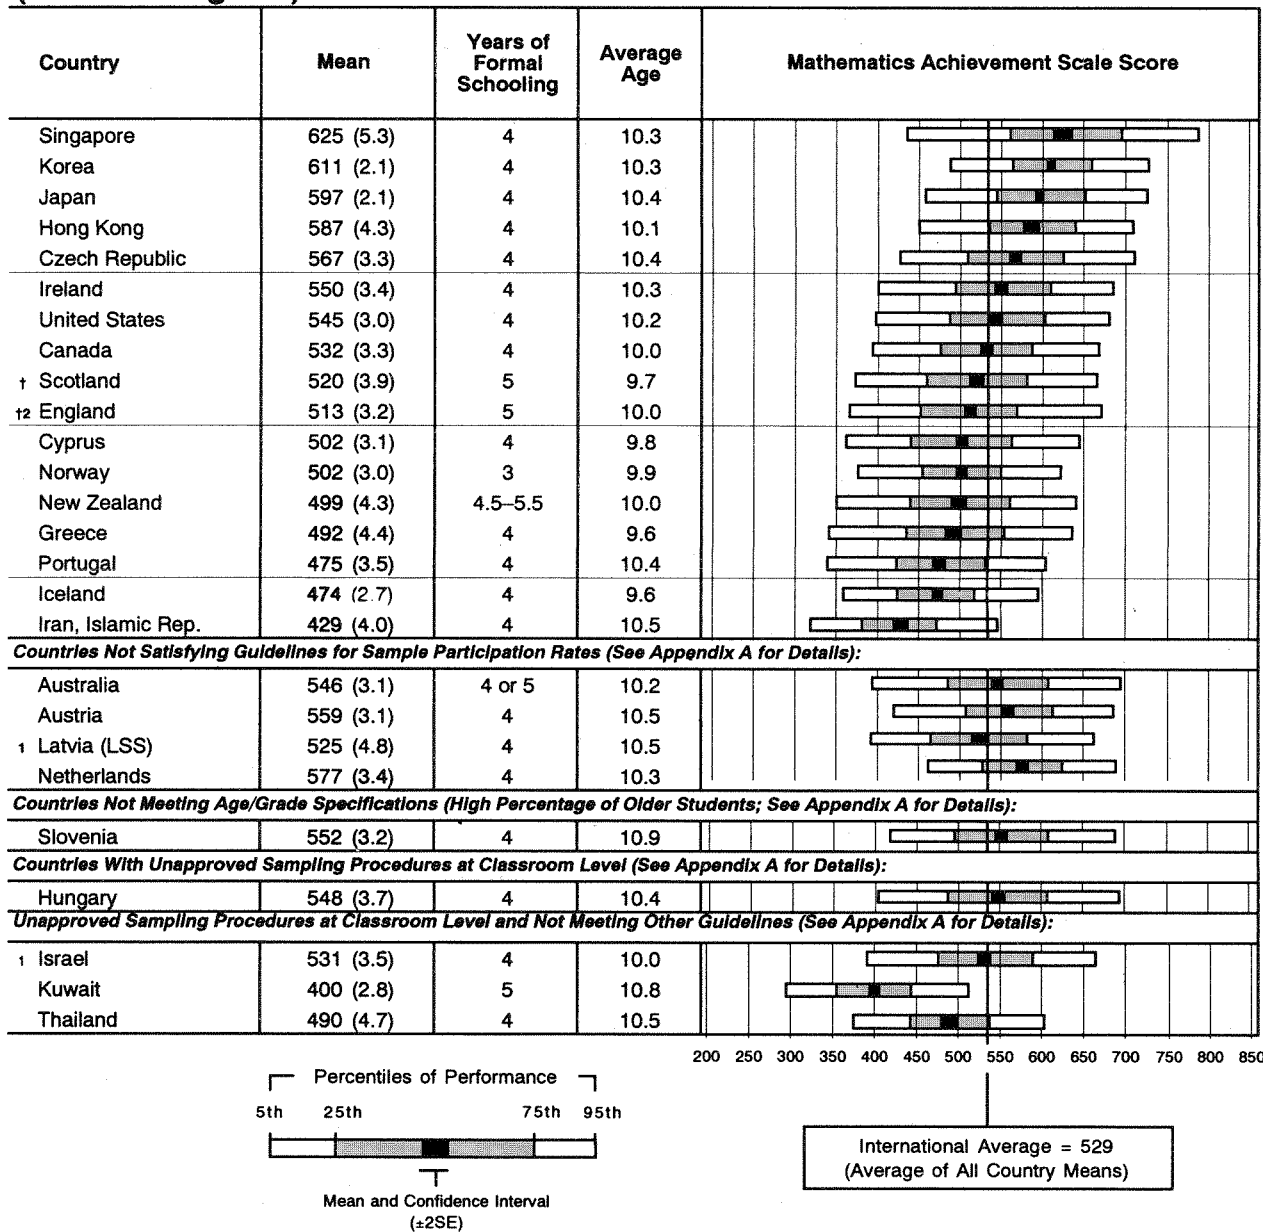 Country Mean Years of Formal Schooling Average Age Mathematics Achievement Scale Score
Singapore 625 (5.3) 4 10.3
Korea 611 (2.1) 4 10.3
Japan 597 (2.1) 4 10.4
Hong Kong 587 (4.3) 4 10.1
Czech Republic 567 (3.3) 4 10.4
Ireland 550 (3.4) 4 10.3
United States 545 (3.0) 4 10.2
Canada 532 (3.3) 4 10.0
† Scotland 520 (3.9) 5 9.7
†2 England 513 (3.2) 5 10.0
Cyprus 502 (3.1) 4 9.8
Norway 502 (3.0) 3 9.9
New Zealand 499 (4.3) 4.5–5.5 10.0
Greece 492 (4.4) 4 9.6
Portugal 475 (3.5) 4 10.4
Iceland 474 (2.7) 4 9.6
Iran, Islamic Rep. 429 (4.0) 4 10.5
Countries Not Satisfying Guidelines for Sample Participation Rates (See Appendix A for Details):
Australia 546 (3.1) 4 or 5 10.2
Austria 559 (3.1) 4 10.5
1 Latvia (LSS) 525 (4.8) 4 10.5
Netherlands 577 (3.4) 4 10.3
Countries Not Meeting Age/Grade Specifications (High Percentage of Older Students; See Appendix A for Details):
Slovenia 552 (3.2) 4 10.9
Countries With Unapproved Sampling Procedures at Classroom Level (See Appendix A for Details):
Hungary 548 (3.7) 4 10.4
Unapproved Sampling Procedures at Classroom Level and Not Meeting Other Guidelines (See Appendix A for Details):
1 Israel 531 (3.5) 4 10.0
Kuwait 400 (2.8) 5 10.8
Thailand 490 (4.7) 4 10.5
200 250 300 350 400 450 500 550 600 650 700 750 800 850
Percentiles of Performance
5th 25th 75th 95th
Mean and Confidence Interval
(±2SE)
International Average = 529
(Average of All Country Means)